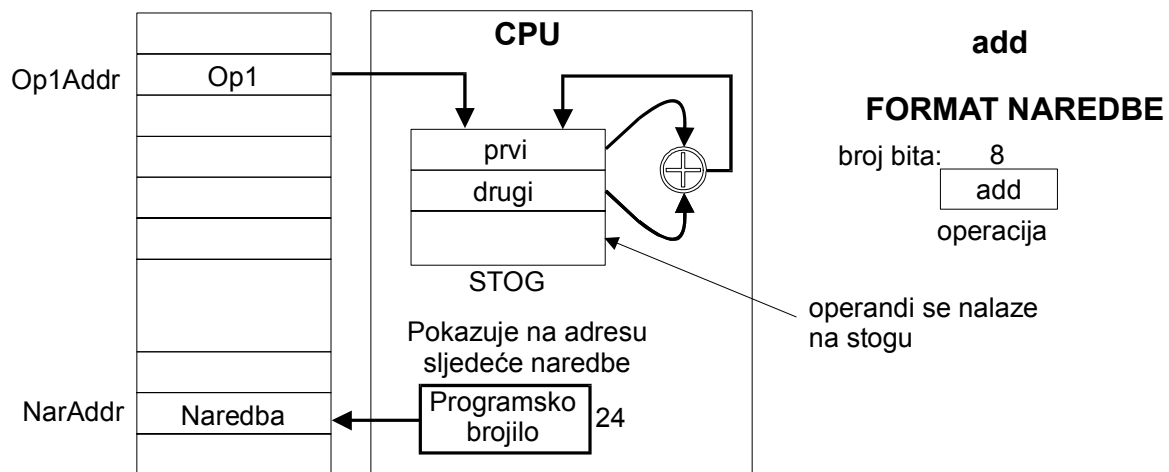 CPU
add
Op1Addr
Op1
FORMAT NAREDBE
prvi
broj bita: 8
drugi
add
operacija
STOG
operandi se nalaze
na stogu
Pokazuje na adresu
sljedeće naredbe
NarAddr
Naredba
Programsko
brojilo
24